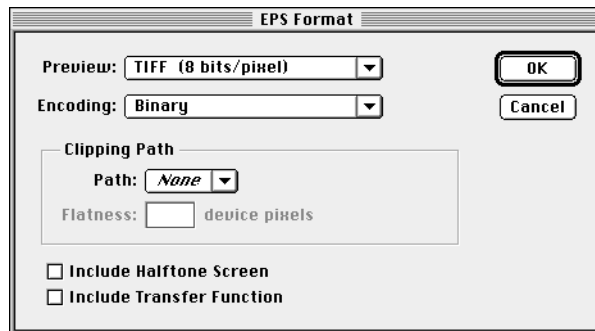 EPS Format
Preview: TIFF (8 bits/pixel)
OK
Encoding: Binary
Cancel
Clipping Path
Path: None
Flatness: device pixels
Include Halftone Screen
Include Transfer Function